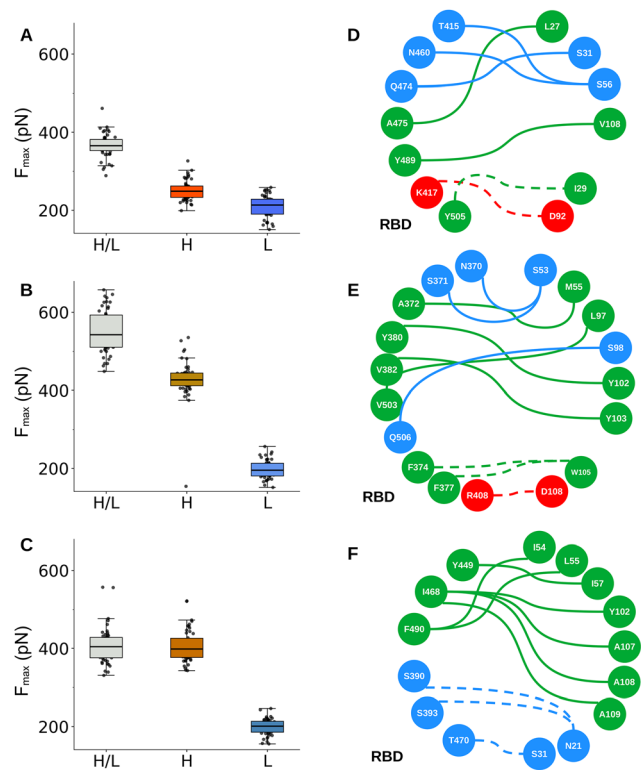 A
600
400
200
Fmax (pN)
H/L
H
L
D
T415
L27
N460
S31
Q474
S56
A475
V108
Y489
K417
I29
Y505
D92
RBD
B
600
400
200
Fmax (pN)
H/L
H
L
E
N370
S53
S371
M55
A372
L97
Y380
S98
V382
Y102
V503
Y103
Q506
F374
W105
F377
R408
D108
RBD
C
600
400
200
Fmax (pN)
H/L
H
L
F
I54
Y449
L55
I57
I468
Y102
F490
A107
S390
A108
S393
A109
T470
N21
S31
RBD